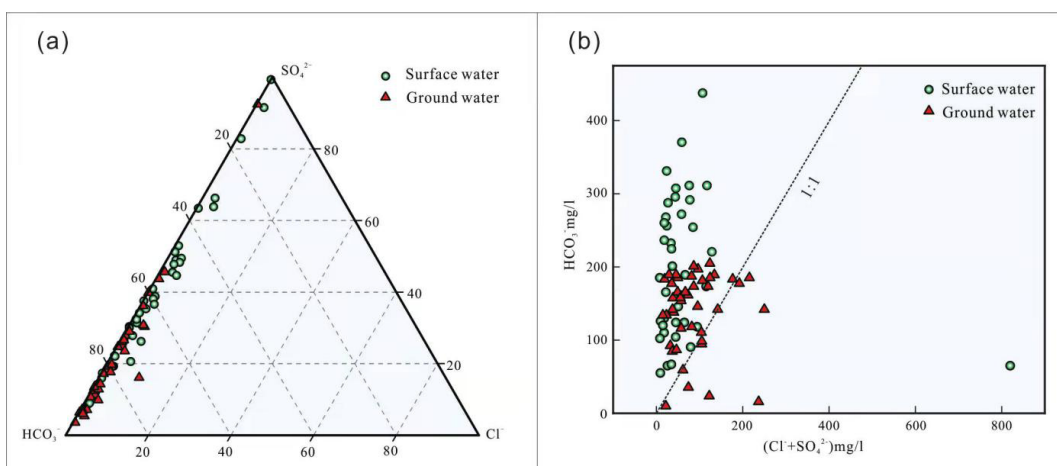 (a)
SO₄²⁻
Surface water
Ground water
20
80
40
60
60
40
80
20
HCO₃⁻
Cl⁻
20
40
60
80
(b)
Surface water
Ground water
1:1
HCO₃⁻mg/l
400
300
200
100
0
0
200
400
600
800
(Cl⁻+SO₄²⁻)mg/l